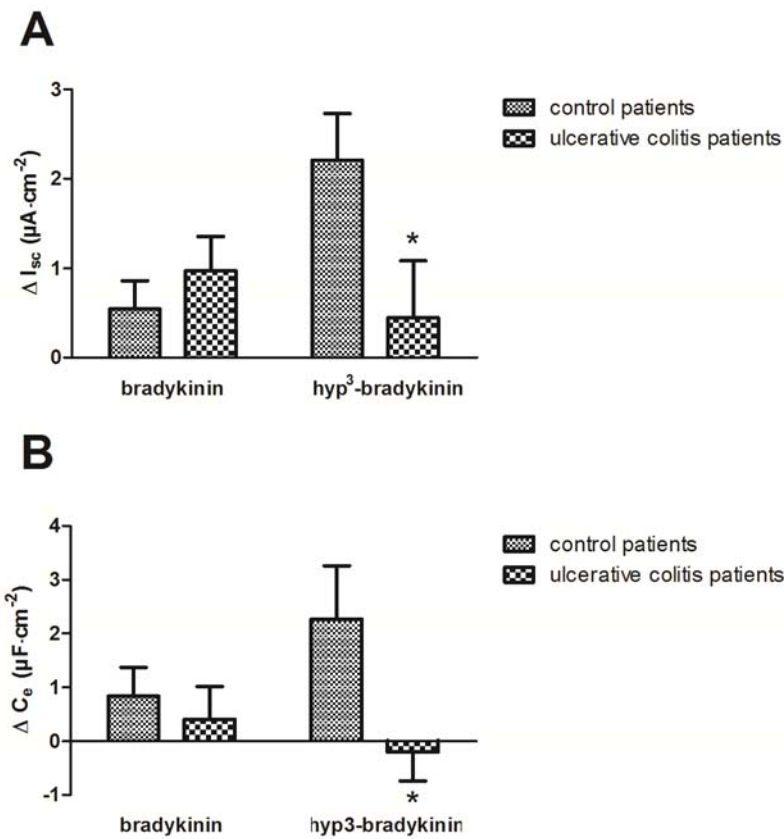 A
3
2
1
0
Δ Isc (µA·cm-2)
*
bradykinin
hyp3-bradykinin
control patients
ulcerative colitis patients
B
4
3
2
1
0
-1
Δ Ce (µF·cm-2)
*
bradykinin
hyp3-bradykinin
control patients
ulcerative colitis patients